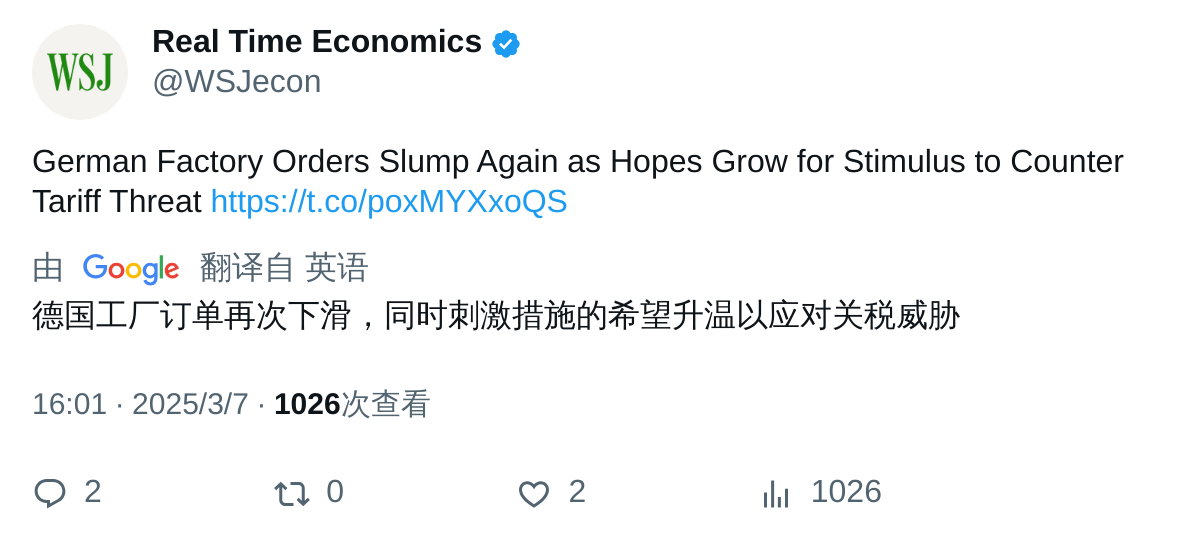 WSJ
Real Time Economics
@WSJecon
German Factory Orders Slump Again as Hopes Grow for Stimulus to Counter
Tariff Threat https://t.co/poxMYXxoQS
由 Google 翻译自 英语
德国工厂订单再次下滑，同时刺激措施的希望升温以应对关税威胁
16:01 · 2025/3/7 · 1026次查看
2 0 2 1026